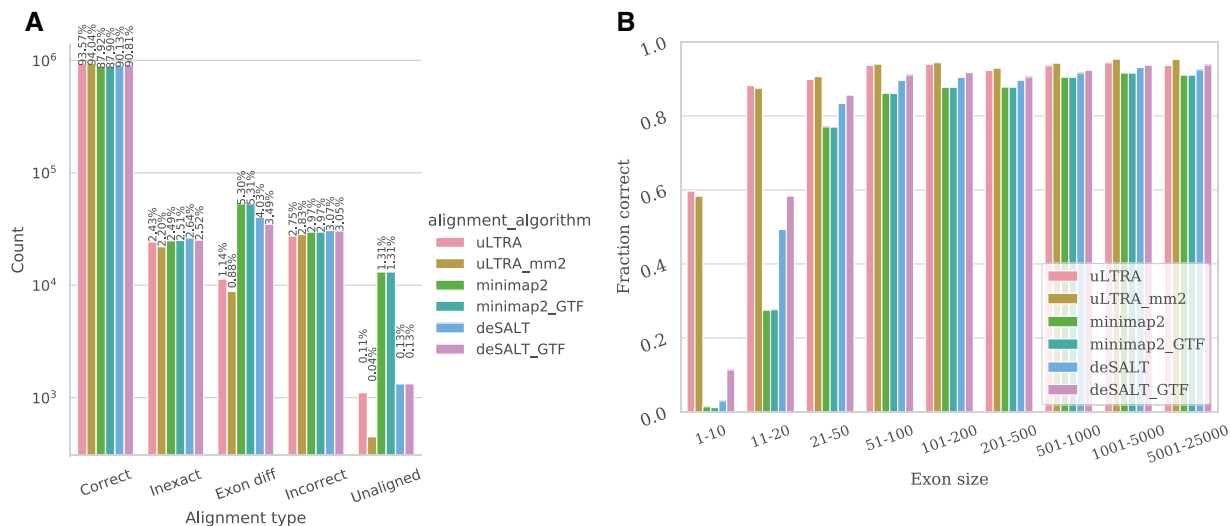 A
93.57%
94.04%
87.92%
87.90%
90.13%
90.81%
2.43%
2.20%
2.49%
2.51%
2.64%
2.52%
1.14%
0.88%
5.30%
5.31%
4.03%
3.49%
2.75%
2.83%
2.97%
2.97%
3.07%
3.05%
0.11%
0.04%
1.31%
1.31%
0.13%
0.13%
10⁶
10⁵
10⁴
10³
Count
Correct
Inexact
Exon diff
Incorrect
Unaligned
Alignment type
alignment_algorithm
uLTRA
uLTRA_mm2
minimap2
minimap2_GTF
deSALT
deSALT_GTF
B
1.0
0.8
0.6
0.4
0.2
0.0
Fraction correct
uLTRA
uLTRA_mm2
minimap2
minimap2_GTF
deSALT
deSALT_GTF
1-10
11-20
21-50
51-100
101-200
201-500
501-1000
1001-5000
5001-25000
Exon size